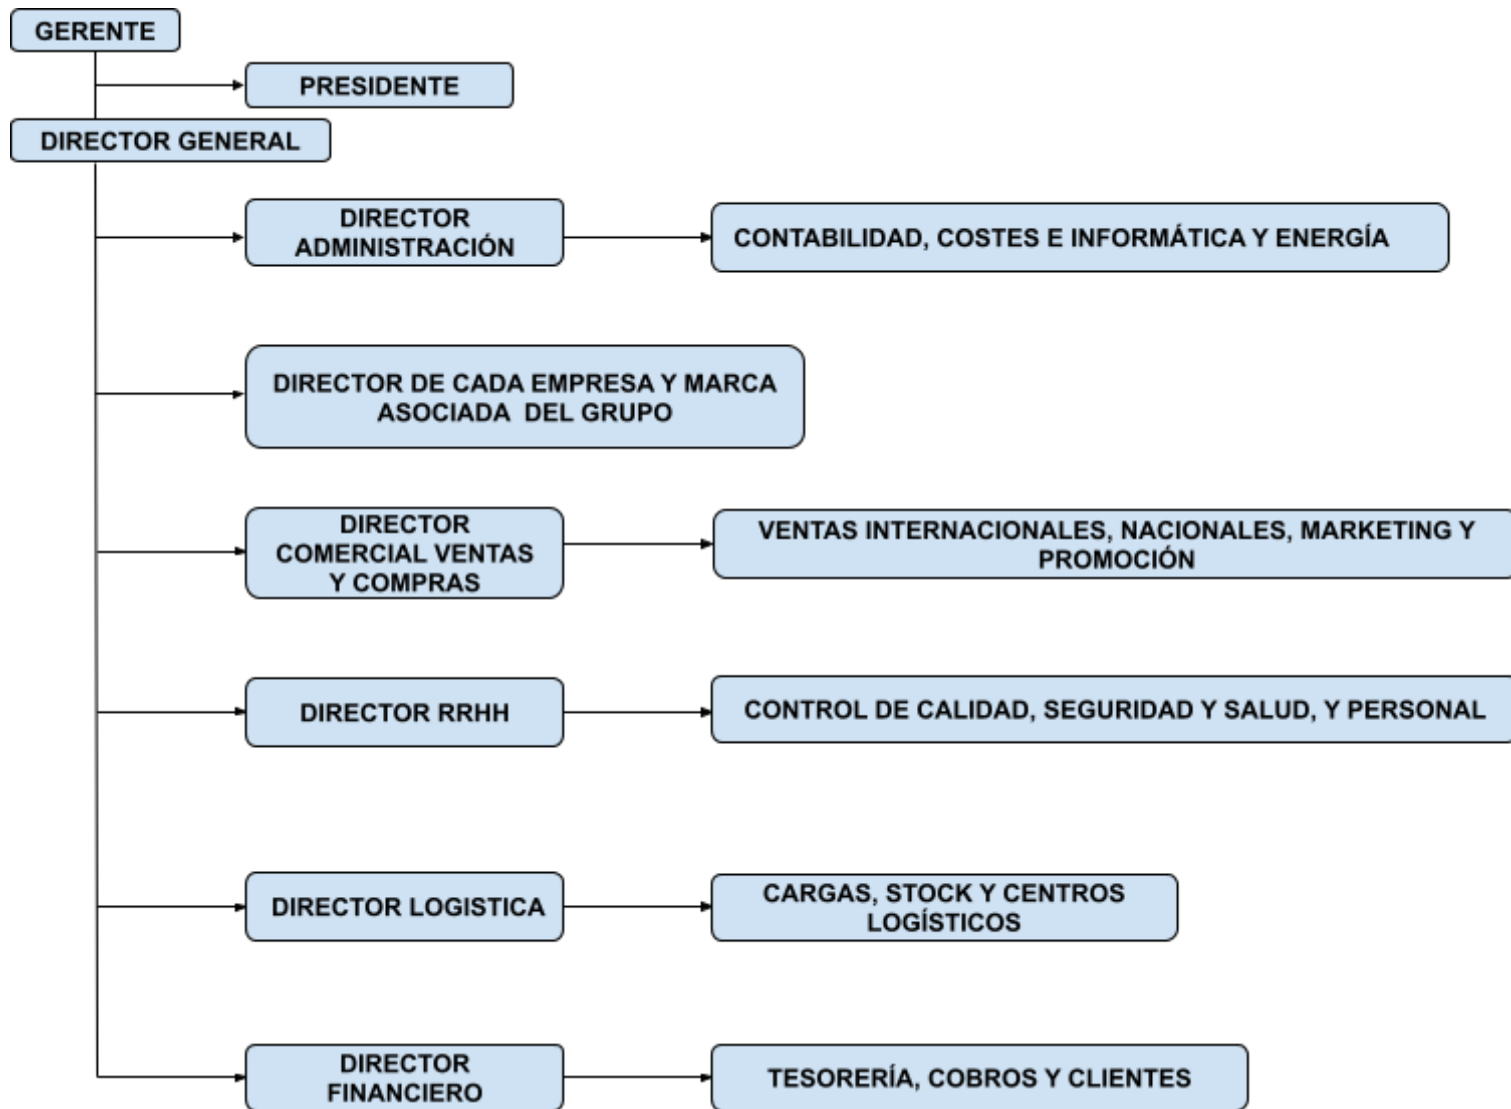 GERENTE
PRESIDENTE
DIRECTOR GENERAL
DIRECTOR
ADMINISTRACIÓN
CONTABILIDAD, COSTES E INFORMÁTICA Y ENERGÍA
DIRECTOR DE CADA EMPRESA Y MARCA
ASOCIADA DEL GRUPO
DIRECTOR
COMERCIAL VENTAS
Y COMPRAS
VENTAS INTERNACIONALES, NACIONALES, MARKETING Y
PROMOCIÓN
DIRECTOR RRHH
CONTROL DE CALIDAD, SEGURIDAD Y SALUD, Y PERSONAL
DIRECTOR LOGISTICA
CARGAS, STOCK Y CENTROS
LOGÍSTICOS
DIRECTOR
FINANCIERO
TESORERÍA, COBROS Y CLIENTES